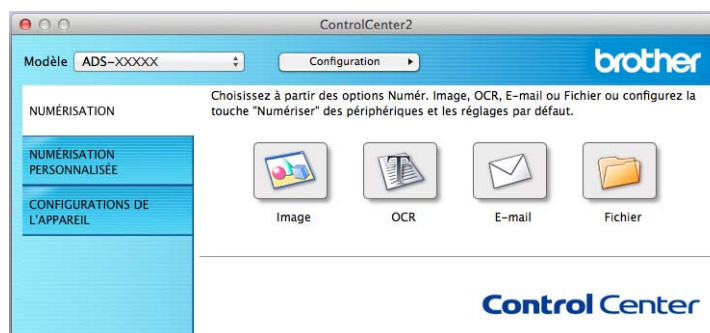 ControlCenter2
Modèle ADS-XXXXX Configuration brother
Choisissez à partir des options Numér. Image, OCR, E-mail ou Fichier ou configurez la
touche "Numériser" des périphériques et les réglages par défaut.
NUMÉRISATION
NUMÉRISATION
PERSONNALISÉE
CONFIGURATIONS DE
L'APPAREIL
Image OCR E-mail Fichier
Control Center